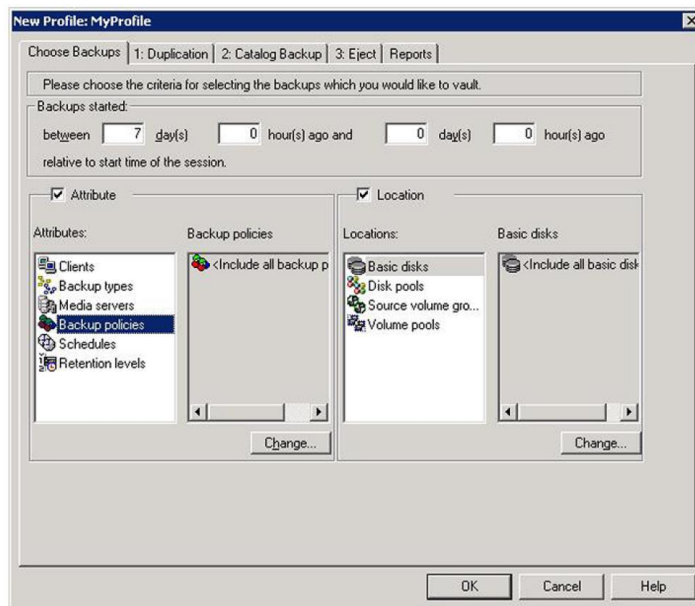 New Profile: MyProfile
Choose Backups
1: Duplication
2: Catalog Backup
3: Eject
Reports
Please choose the criteria for selecting the backups which you would like to vault.
Backups started:
between 7 day(s) 0 hour(s) ago and 0 day(s) 0 hour(s) ago
relative to start time of the session.
Attribute
Attributes:
Clients
Backup types
Media servers
Backup policies
Schedules
Retention levels
Backup policies
<Include all backup p
Change...
Location
Locations:
Basic disks
Disk pools
Source volume gro...
Volume pools
Basic disks
<Include all basic disk
Change...
OK
Cancel
Help